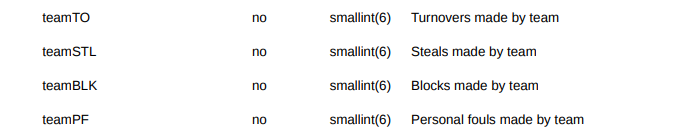 teamTO no smallint(6) Turnovers made by team
teamSTL no smallint(6) Steals made by team
teamBLK no smallint(6) Blocks made by team
teamPF no smallint(6) Personal fouls made by team